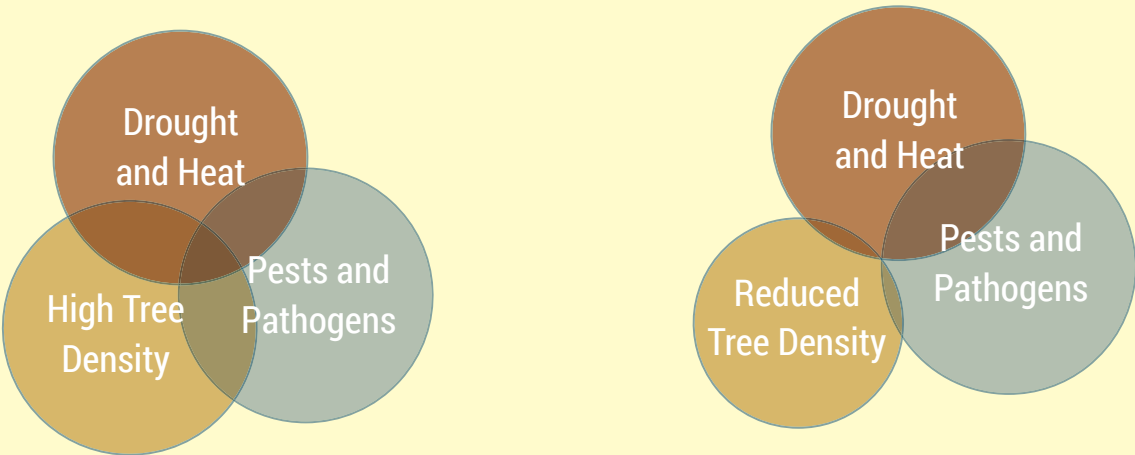 Drought
and Heat
High Tree
Density
Pests and
Pathogens
Drought
and Heat
Reduced
Tree Density
Pests and
Pathogens